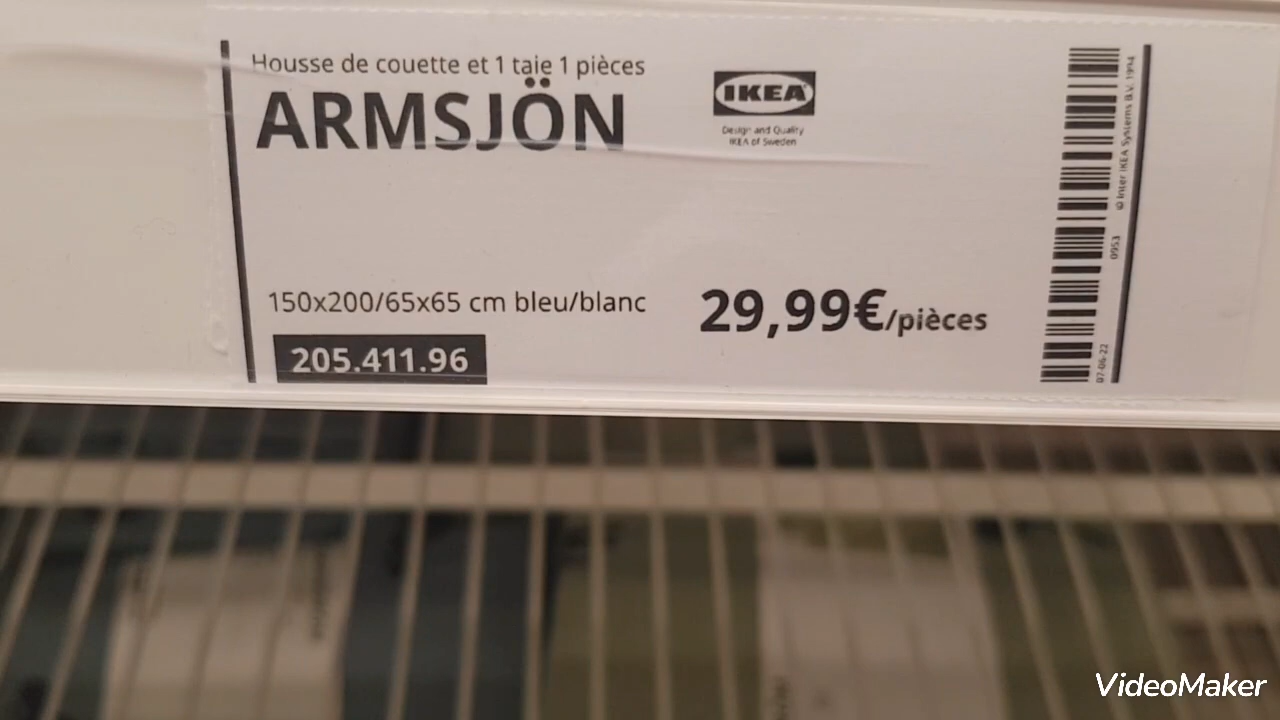 Housse de couette et 1 taie 1 pièces
ARMSJÖN
IKEA
Design and Quality
IKEA of Sweden
150x200/65x65 cm bleu/blanc
29,99€/pièces
205.411.96
© Inter IKEA Systems B.V. 1994
0953
07-06-22
VideoMaker